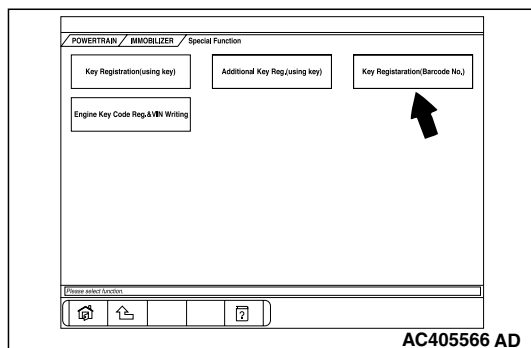 POWERTRAIN / IMMOBILIZER / Special Function
Key Registration(using key)
Additional Key Reg.(using key)
Key Registaration(Barcode No,)
Engine Key Code Reg.&VIN Writing
Please select function.
?
AC405566 AD